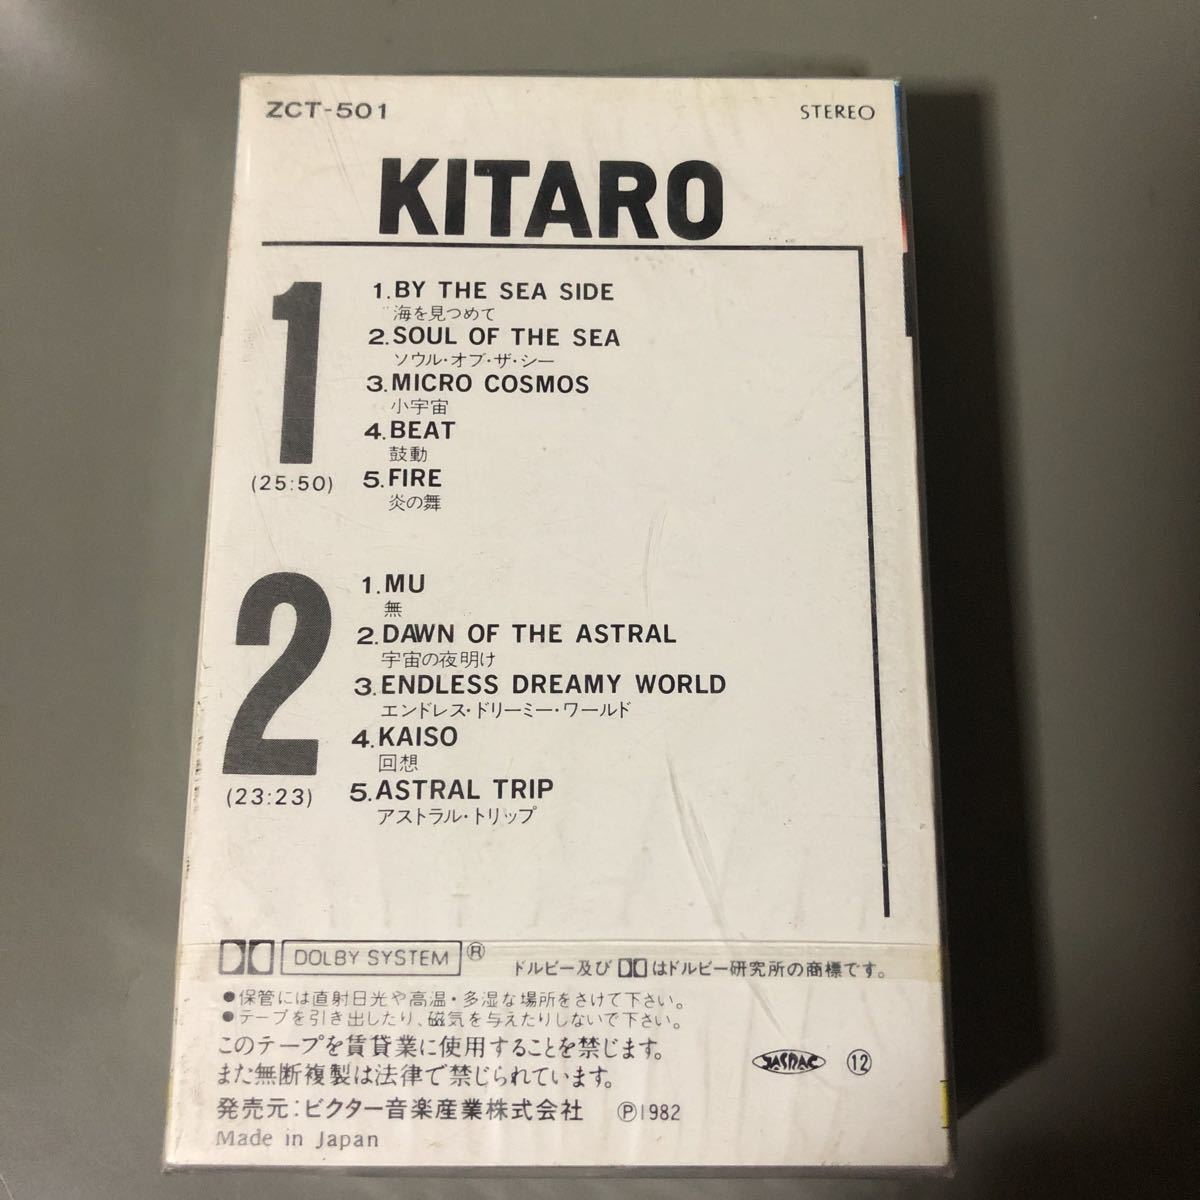 ZCT-501
STEREO
KITARO
1
(25:50)
1.BY THE SEA SIDE
海を見つめて
2.SOUL OF THE SEA
ソウル・オブ・ザ・シー
3.MICRO COSMOS
小宇宙
4.BEAT
鼓動
5.FIRE
炎の舞
2
(23:23)
1.MU
無
2.DAWN OF THE ASTRAL
宇宙の夜明け
3.ENDLESS DREAMY WORLD
エンドレス・ドリーミー・ワールド
4.KAISO
回想
5.ASTRAL TRIP
アストラル・トリップ
DOLBY SYSTEM ®
ドルビー及びはドルビー研究所の商標です。
●保管には直射日光や高温・多湿な場所をさけて下さい。
●テープを引き出したり、磁気を与えたりしないで下さい。
このテープを賃貸業に使用することを禁じます。
また無断複製は法律で禁じられています。
JASRAC ⑫
発売元:ビクター音楽産業株式会社 Ⓟ1982
Made in Japan